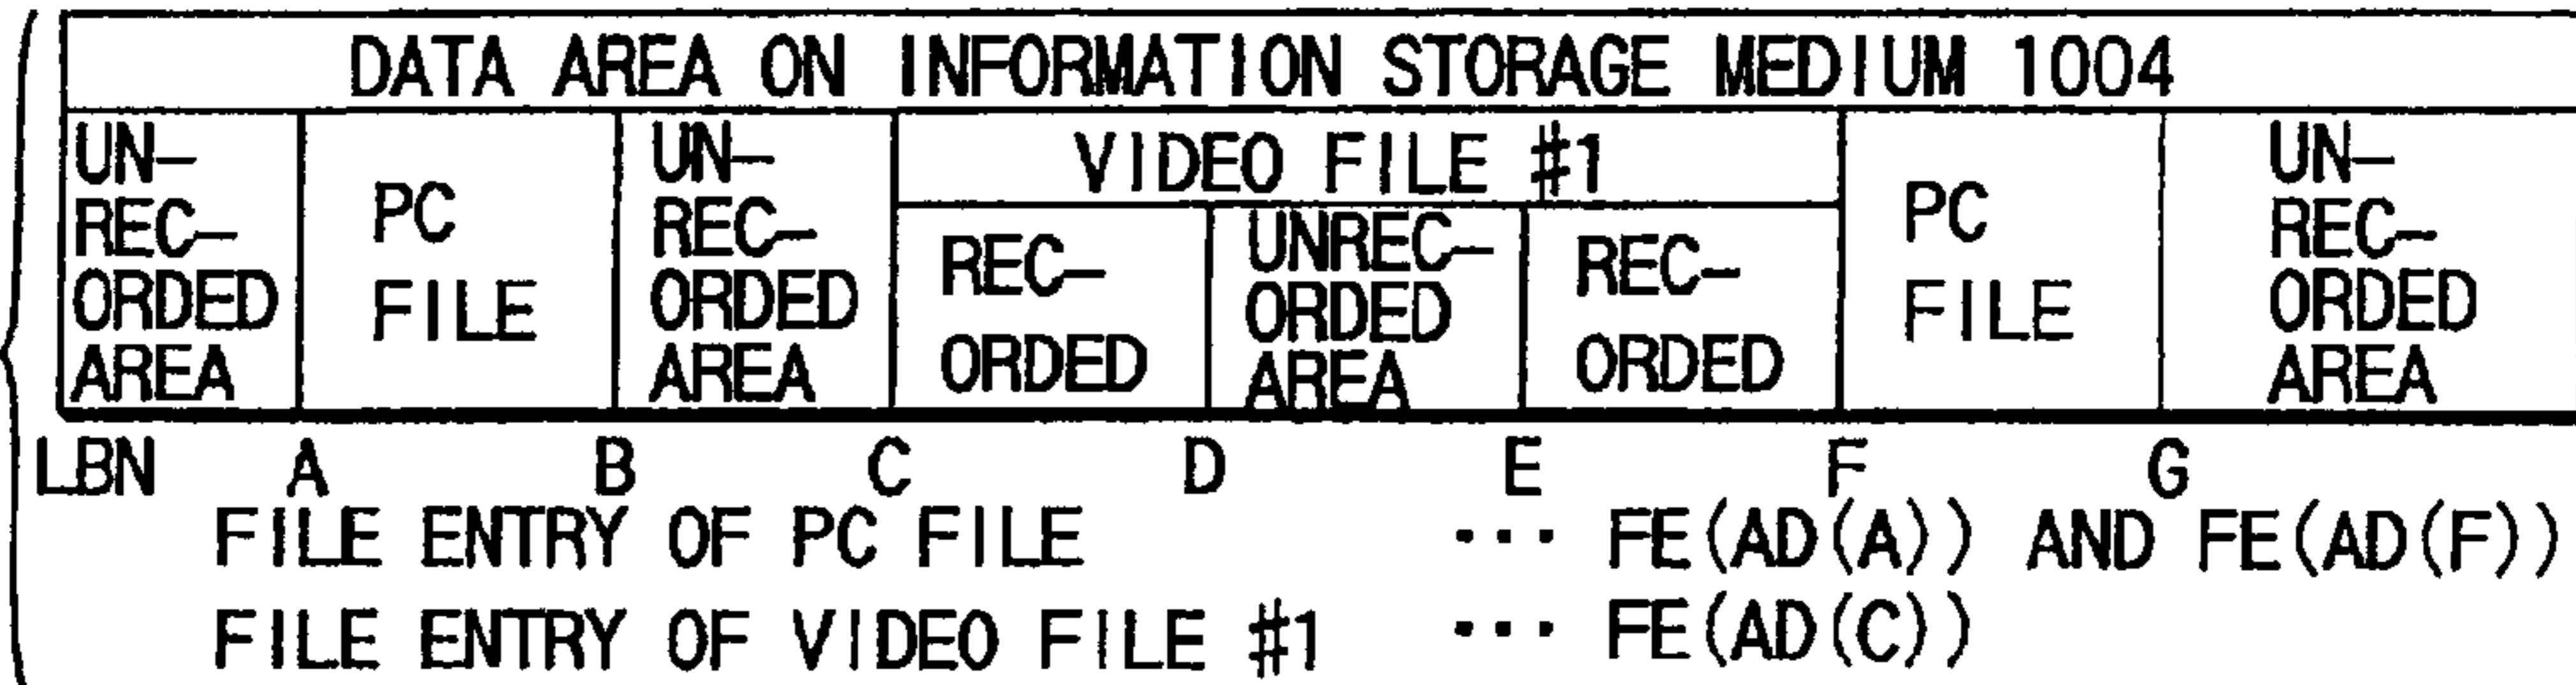 DATA AREA ON INFORMATION STORAGE MEDIUM 1004
UN-
REC-
ORDED
AREA
PC
FILE
UN-
REC-
ORDED
AREA
VIDEO FILE #1
REC-
ORDED
UNREC-
ORDED
AREA
REC-
ORDED
PC
FILE
UN-
REC-
ORDED
AREA
LBN A B C D E F G
FILE ENTRY OF PC FILE ··· FE(AD(A)) AND FE(AD(F))
FILE ENTRY OF VIDEO FILE #1 ··· FE(AD(C))